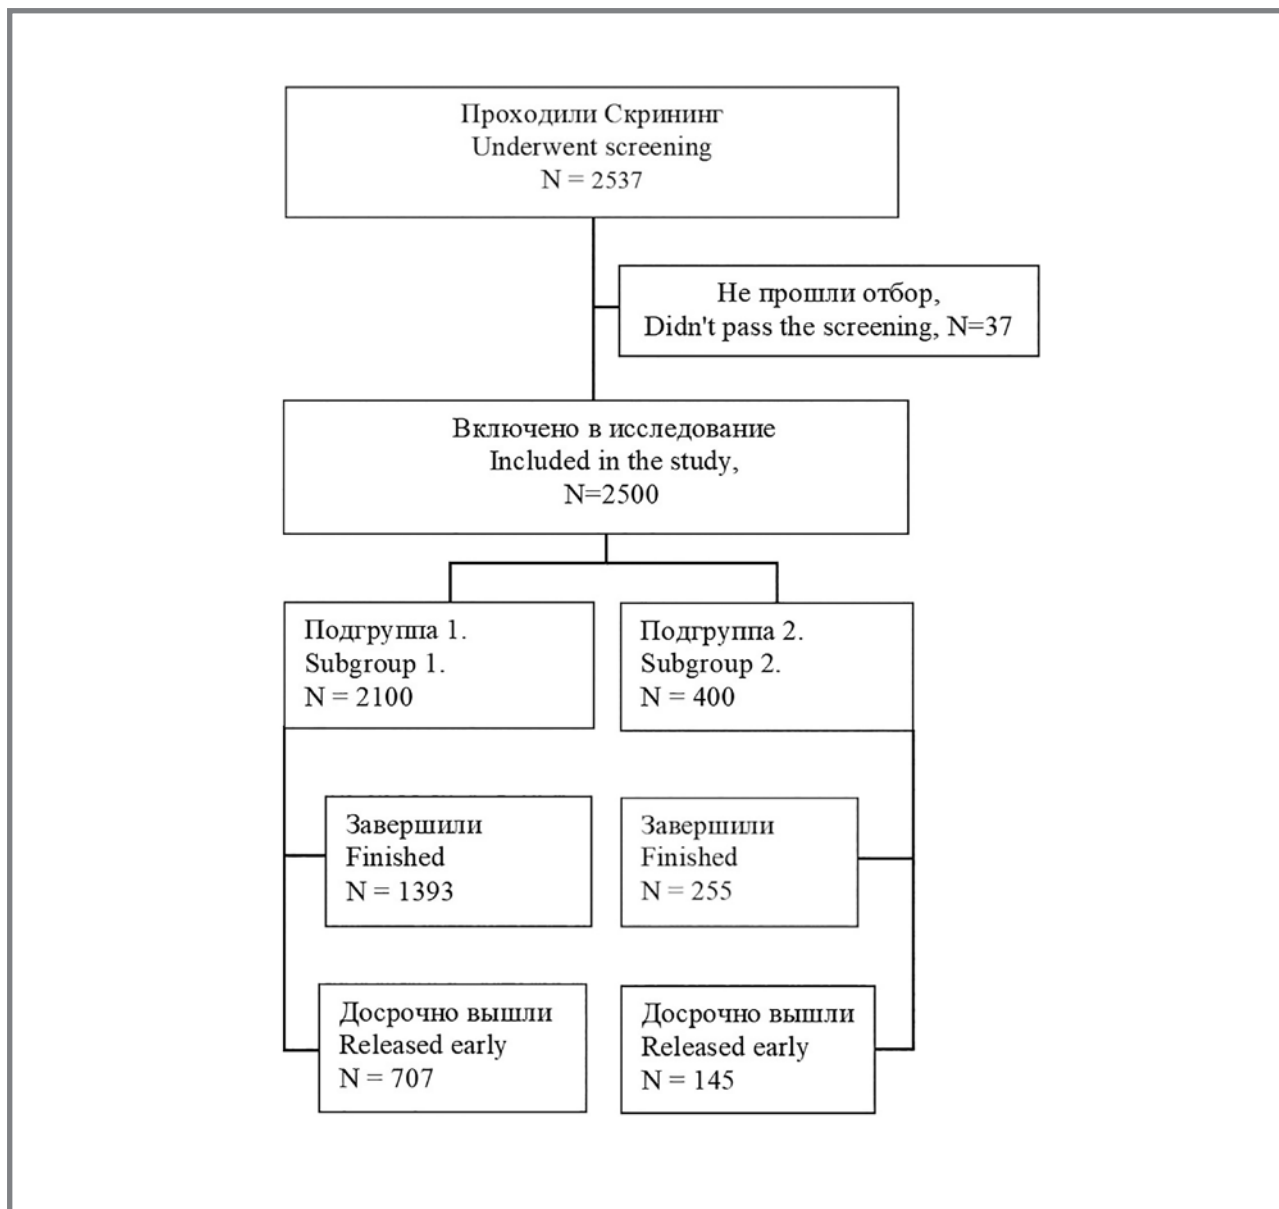 Проходили Скрининг
Underwent screening
N = 2537
Не прошли отбор,
Didn't pass the screening, N=37
Включено в исследование
Included in the study,
N=2500
Подгруппа 1.
Subgroup 1.
N = 2100
Подгруппа 2.
Subgroup 2.
N = 400
Завершили
Finished
N = 1393
Завершили
Finished
N = 255
Досрочно вышли
Released early
N = 707
Досрочно вышли
Released early
N = 145